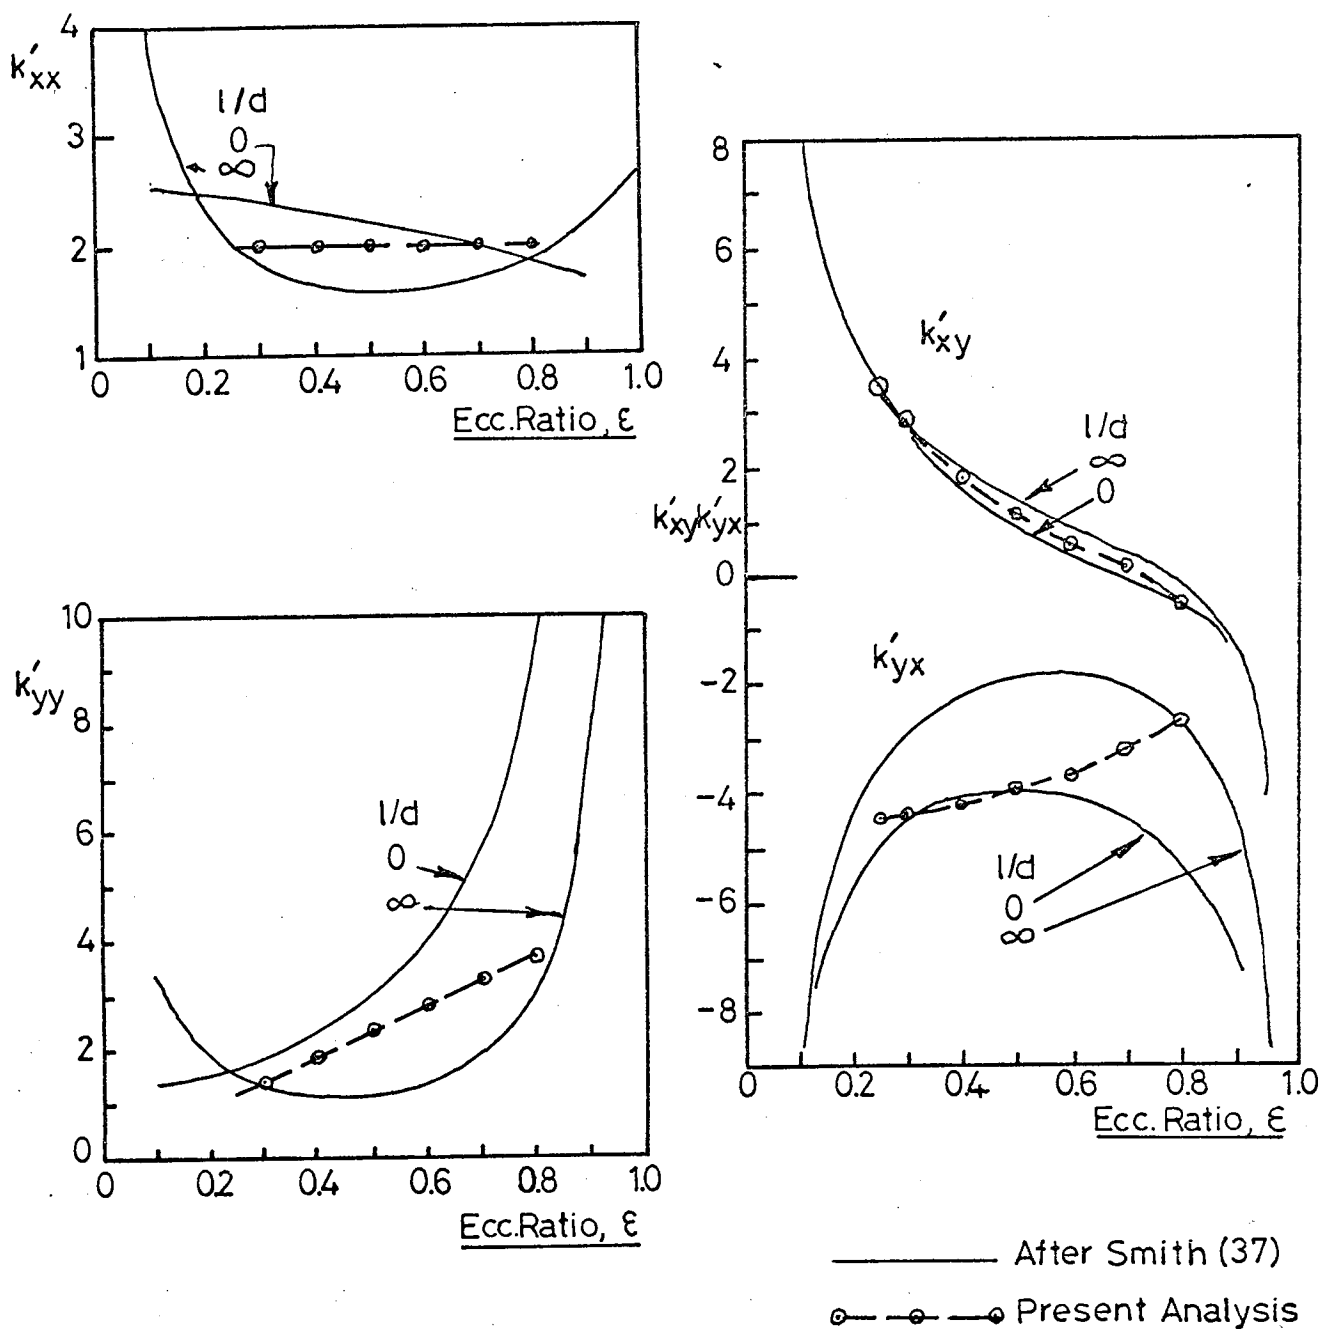 4
k'xx
l/d
0
∞
3
2
1
0 0.2 0.4 0.6 0.8 1.0
Ecc.Ratio, ε
10
k'yy
8
l/d
0
∞
6
4
2
0
0 0.2 0.4 0.6 0.8 1.0
Ecc.Ratio, ε
8
6
k'xy
4
l/d
∞
0
2
k'xy k'yx
0
k'yx
-2
-4
l/d
0
∞
-6
-8
0 0.2 0.4 0.6 0.8 1.0
Ecc. Ratio, ε
After Smith (37)
Present Analysis